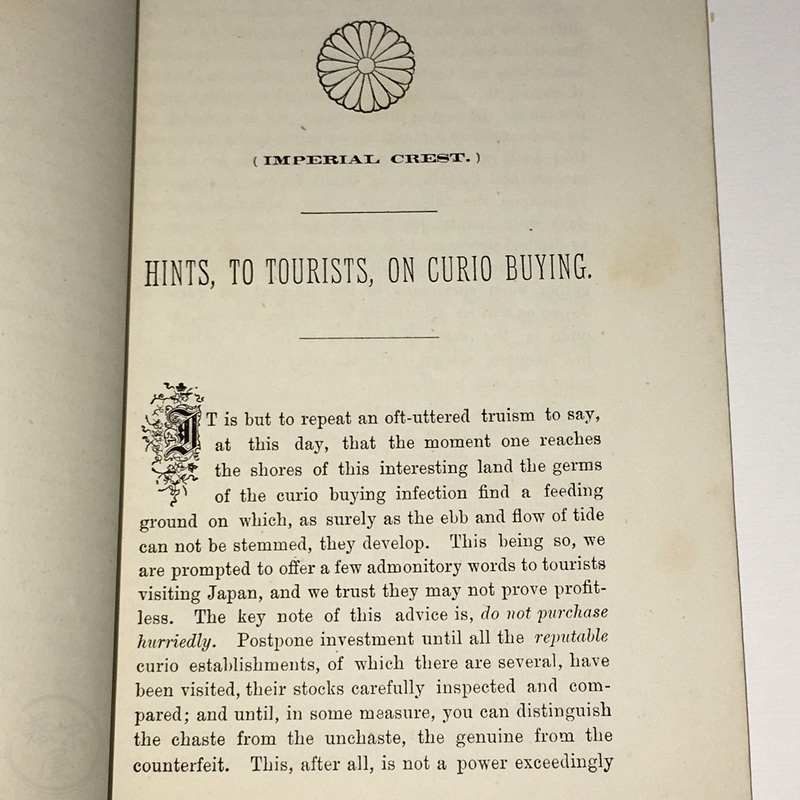 (IMPERIAL CREST.)
HINTS, TO TOURISTS, ON CURIO BUYING.
IT is but to repeat an oft-uttered truism to say,
at this day, that the moment one reaches
the shores of this interesting land the germs
of the curio buying infection find a feeding
ground on which, as surely as the ebb and flow of tide
can not be stemmed, they develop. This being so, we
are prompted to offer a few admonitory words to tourists
visiting Japan, and we trust they may not prove profit-
less. The key note of this advice is, do not purchase
hurriedly. Postpone investment until all the reputable
curio establishments, of which there are several, have
been visited, their stocks carefully inspected and com-
pared; and until, in some measure, you can distinguish
the chaste from the unchaste, the genuine from the
counterfeit. This, after all, is not a power exceedingly